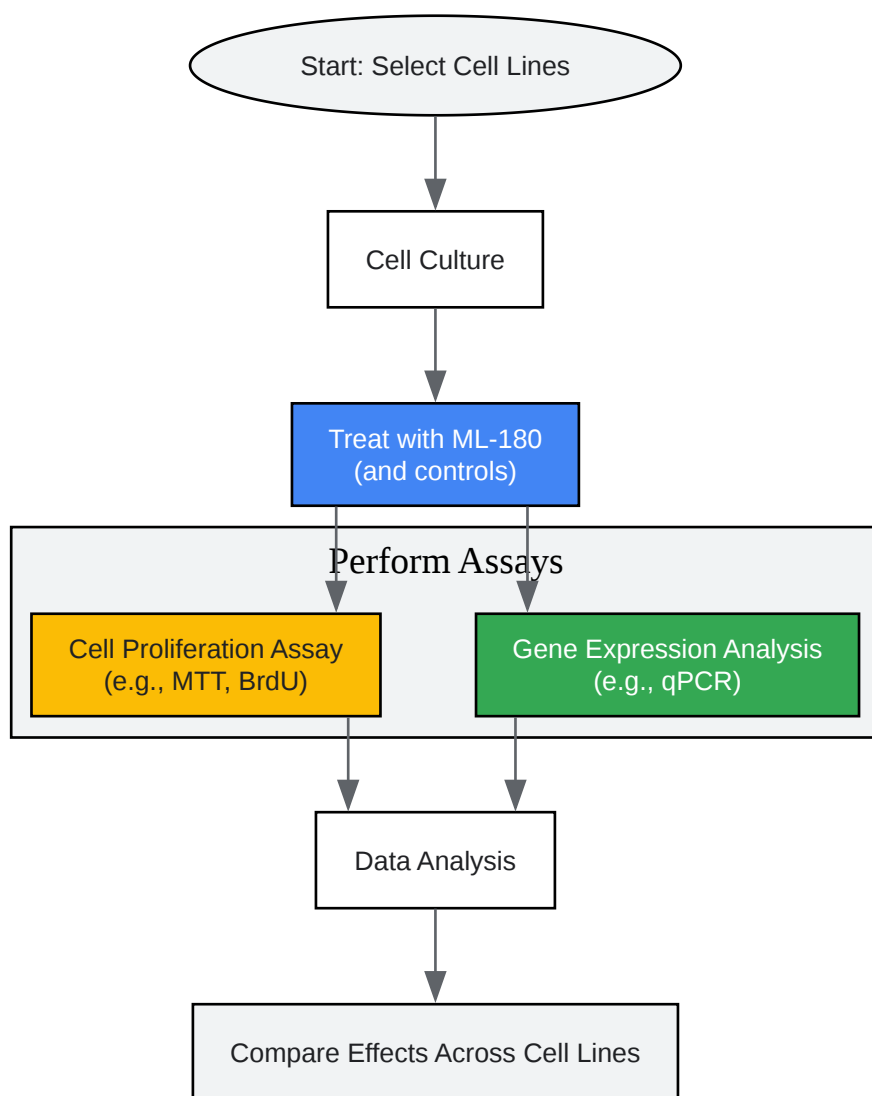 Start: Select Cell Lines
Cell Culture
Treat with ML-180
(and controls)
Perform Assays
Cell Proliferation Assay
(e.g., MTT, BrdU)
Gene Expression Analysis
(e.g., qPCR)
Data Analysis
Compare Effects Across Cell Lines